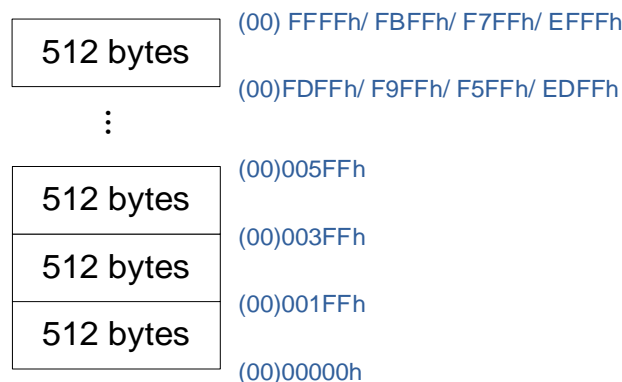 (00) FFFFh/ FBFFh/ F7FFh/ EFFFh
512 bytes
(00)FDFFh/ F9FFh/ F5FFh/ EDFFh
⋮
(00)005FFh
512 bytes
(00)003FFh
512 bytes
(00)001FFh
512 bytes
(00)00000h